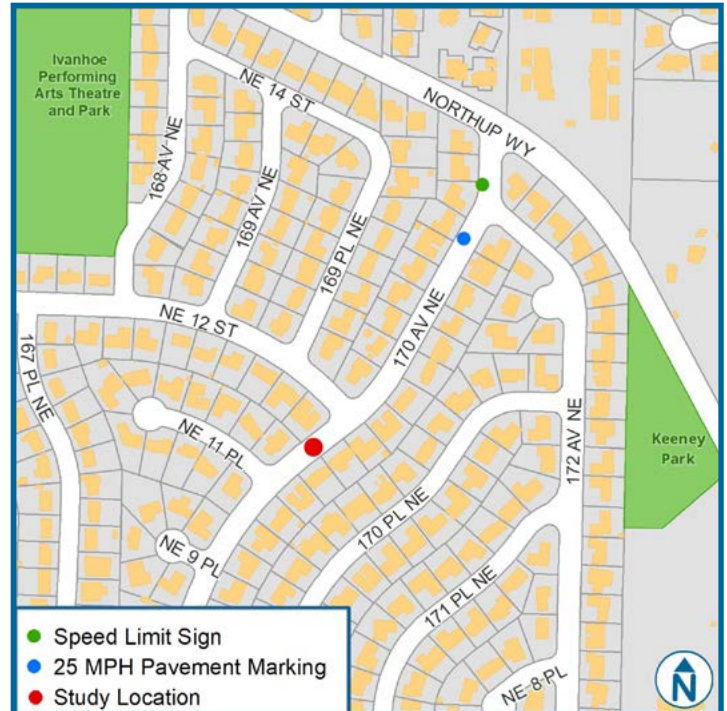 Ivanhoe
Performing
Arts Theatre
and Park
NE 14 ST
NORTHUP WY
168 AV NE
169 AV NE
169 PL NE
170 AV NE
NE 12 ST
167 PL NE
NE 11 PL
172 AV NE
Keeney
Park
170 PL NE
NE 9 PL
171 PL NE
NE 8 PL
Speed Limit Sign
25 MPH Pavement Marking
Study Location
N